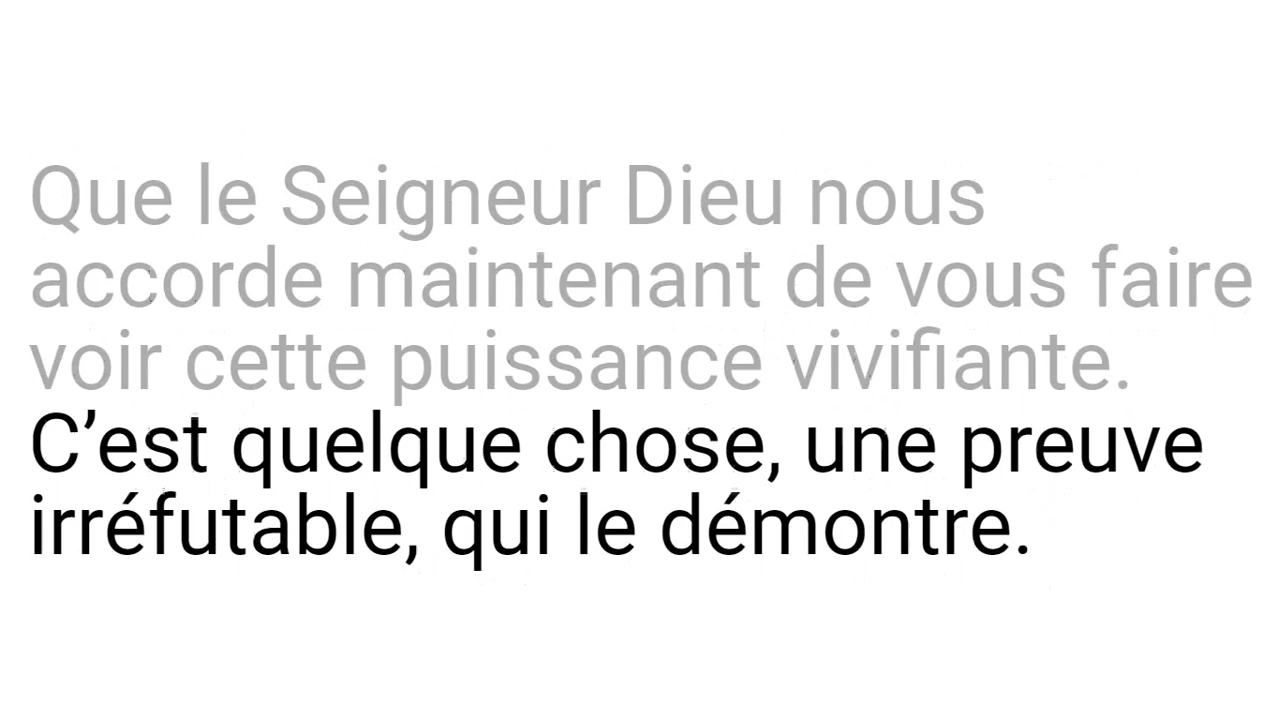 Que le Seigneur Dieu nous
accorde maintenant de vous faire
voir cette puissance vivifiante.
C’est quelque chose, une preuve
irréfutable, qui le démontre.